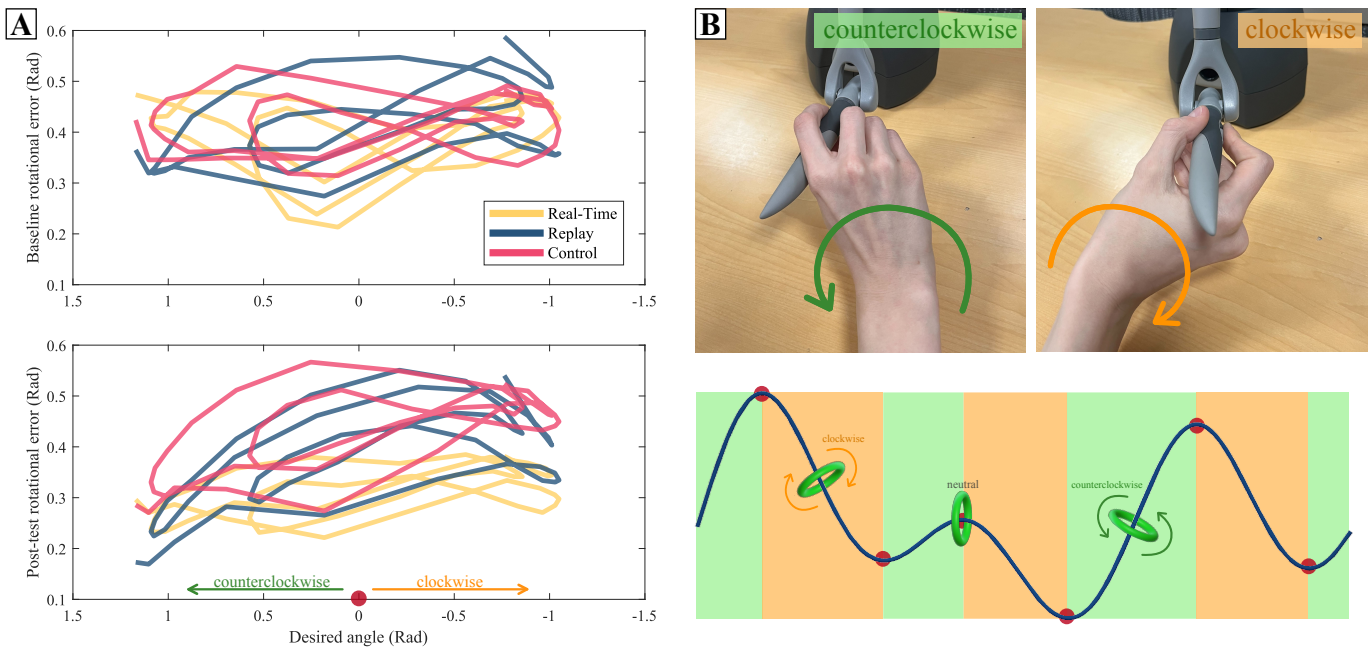 A
Baseline rotational error (Rad)
0.6
0.5
0.4
0.3
0.2
0.1
1.5 1 0.5 0 -0.5 -1 -1.5
Real-Time
Replay
Control
Post-test rotational error (Rad)
0.6
0.5
0.4
0.3
0.2
0.1
counterclockwise
clockwise
1.5 1 0.5 0 -0.5 -1 -1.5
Desired angle (Rad)
B
counterclockwise
clockwise
clockwise
neutral
counterclockwise